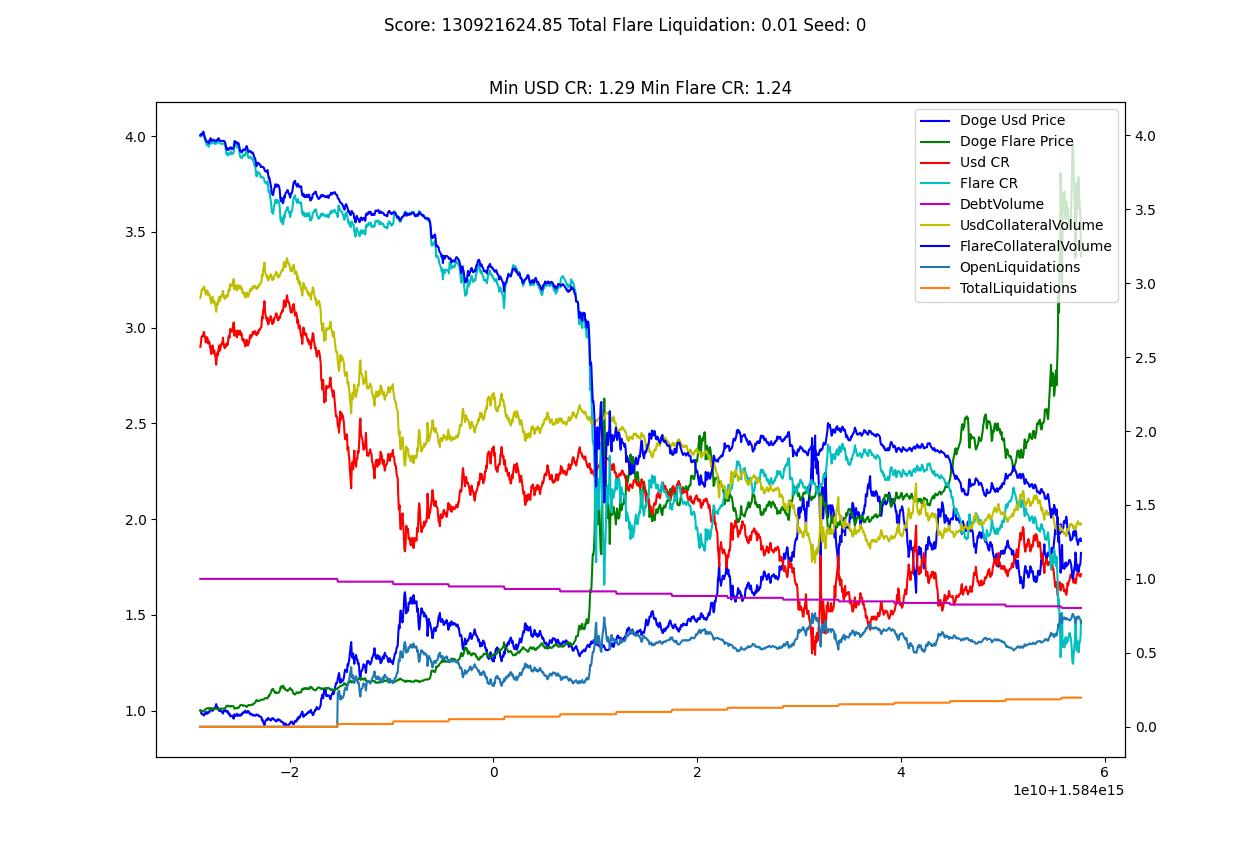 Score: 130921624.85 Total Flare Liquidation: 0.01 Seed: 0
Min USD CR: 1.29 Min Flare CR: 1.24
Doge Usd Price
Doge Flare Price
Usd CR
Flare CR
DebtVolume
UsdCollateralVolume
FlareCollateralVolume
OpenLiquidations
TotalLiquidations
4.0
3.5
3.0
2.5
2.0
1.5
1.0
4.0
3.5
3.0
2.5
2.0
1.5
1.0
0.5
0.0
−2
0
2
4
6
1e10+1.584e15